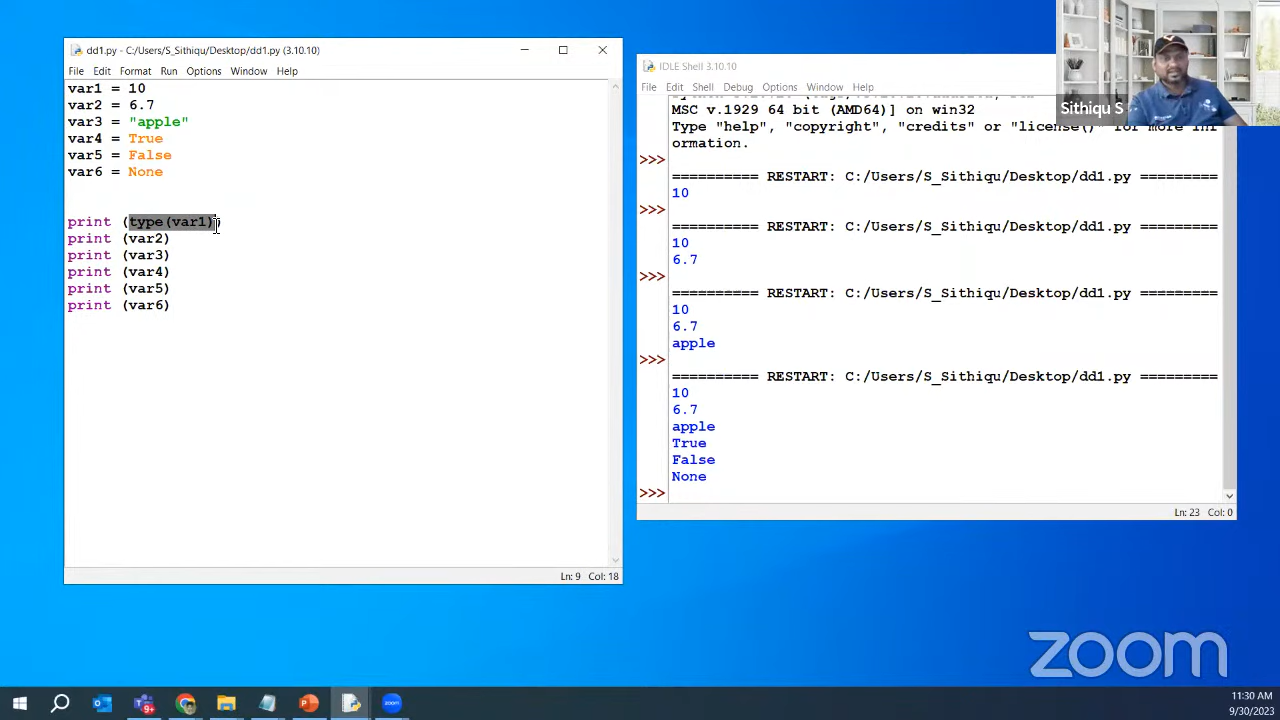 dd1.py - C:/Users/S_Sithiqu/Desktop/dd1.py (3.10.10)
File Edit Format Run Options Window Help
var1 = 10
var2 = 6.7
var3 = "apple"
var4 = True
var5 = False
var6 = None
print (type(var1))
print (var2)
print (var3)
print (var4)
print (var5)
print (var6)
Ln: 9 Col: 18
IDLE Shell 3.10.10
File Edit Shell Debug Options Window Help
MSC v.1929 64 bit (AMD64)] on win32
Type "help", "copyright", "credits" or "license()" for more inf
ormation.
>>>
========== RESTART: C:/Users/S_Sithiqu/Desktop/dd1.py =========
10
>>>
========== RESTART: C:/Users/S_Sithiqu/Desktop/dd1.py =========
10
6.7
>>>
========== RESTART: C:/Users/S_Sithiqu/Desktop/dd1.py =========
10
6.7
apple
>>>
========== RESTART: C:/Users/S_Sithiqu/Desktop/dd1.py =========
10
6.7
apple
True
False
None
>>>
Ln: 23 Col: 0
Sithiqu S
zoom
11:30 AM
9/30/2023